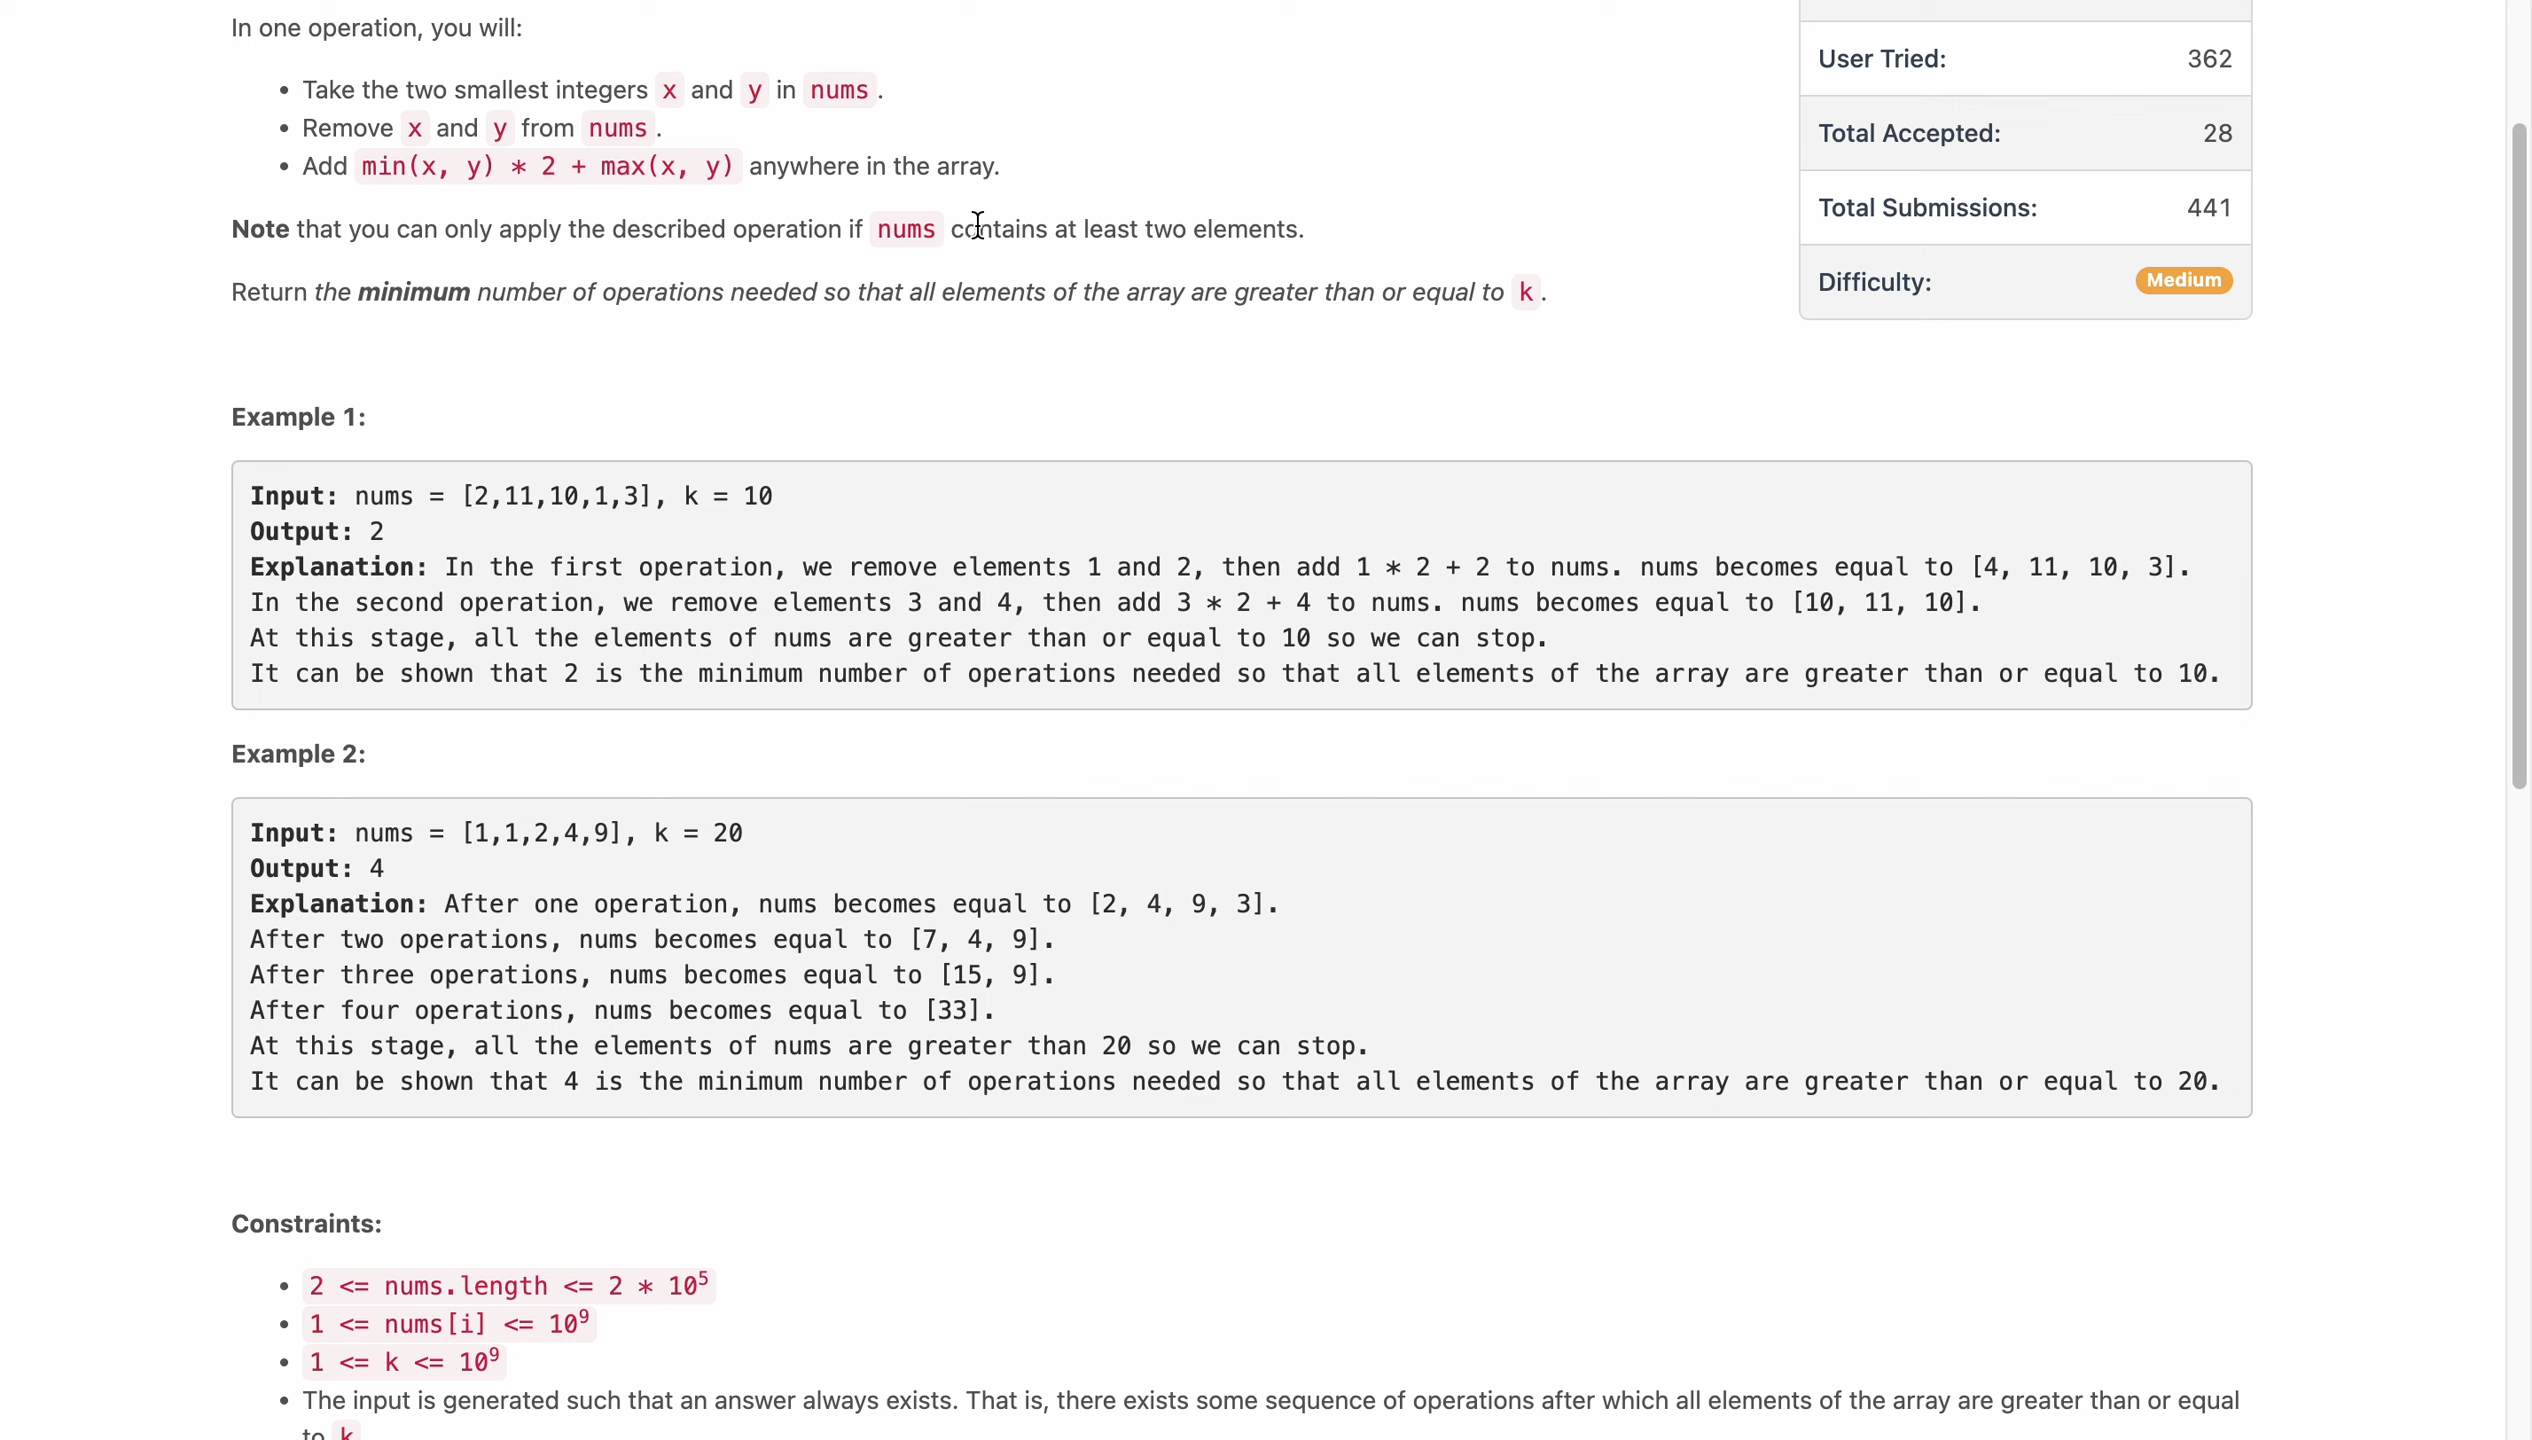 In one operation, you will:
• Take the two smallest integers x and y in nums.
• Remove x and y from nums.
• Add min(x, y) * 2 + max(x, y) anywhere in the array.
Note that you can only apply the described operation if nums contains at least two elements.
Return the minimum number of operations needed so that all elements of the array are greater than or equal to k.
User Tried: 362
Total Accepted: 28
Total Submissions: 441
Difficulty: Medium
Example 1:
Input: nums = [2,11,10,1,3], k = 10
Output: 2
Explanation: In the first operation, we remove elements 1 and 2, then add 1 * 2 + 2 to nums. nums becomes equal to [4, 11, 10, 3].
In the second operation, we remove elements 3 and 4, then add 3 * 2 + 4 to nums. nums becomes equal to [10, 11, 10].
At this stage, all the elements of nums are greater than or equal to 10 so we can stop.
It can be shown that 2 is the minimum number of operations needed so that all elements of the array are greater than or equal to 10.
Example 2:
Input: nums = [1,1,2,4,9], k = 20
Output: 4
Explanation: After one operation, nums becomes equal to [2, 4, 9, 3].
After two operations, nums becomes equal to [7, 4, 9].
After three operations, nums becomes equal to [15, 9].
After four operations, nums becomes equal to [33].
At this stage, all the elements of nums are greater than 20 so we can stop.
It can be shown that 4 is the minimum number of operations needed so that all elements of the array are greater than or equal to 20.
Constraints:
• 2 <= nums.length <= 2 * 10⁵
• 1 <= nums[i] <= 10⁹
• 1 <= k <= 10⁹
• The input is generated such that an answer always exists. That is, there exists some sequence of operations after which all elements of the array are greater than or equal
to k